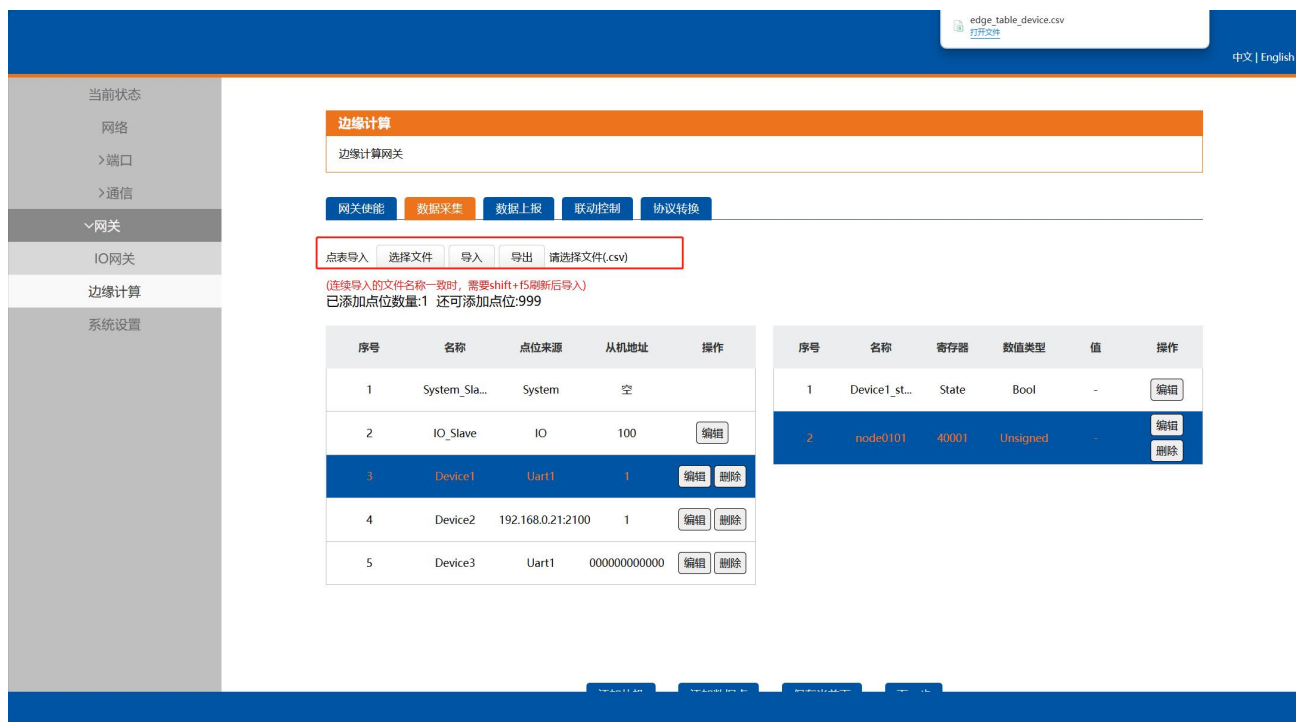 edge_table_device.csv
打开文件
中文 | English
当前状态
网络
>端口
>通信
网关
IO网关
边缘计算
系统设置
边缘计算
边缘计算网关
网关使能 数据采集 数据上报 联动控制 协议转换
点表导入 选择文件 导入 导出 请选择文件(.csv)
(连续导入的文件名称一致时，需要shift+f5刷新后导入)
已添加点位数量:1 还可添加点位:999
序号 名称 点位来源 从机地址 操作
1 System_Sla... System 空
2 IO_Slave IO 100 编辑
3 Device1 Uart1 1 编辑 删除
4 Device2 192.168.0.21:2100 1 编辑 删除
5 Device3 Uart1 000000000000 编辑 删除
序号 名称 寄存器 数值类型 值 操作
1 Device1_st... State Bool - 编辑
2 node0101 40001 Unsigned - 编辑
删除